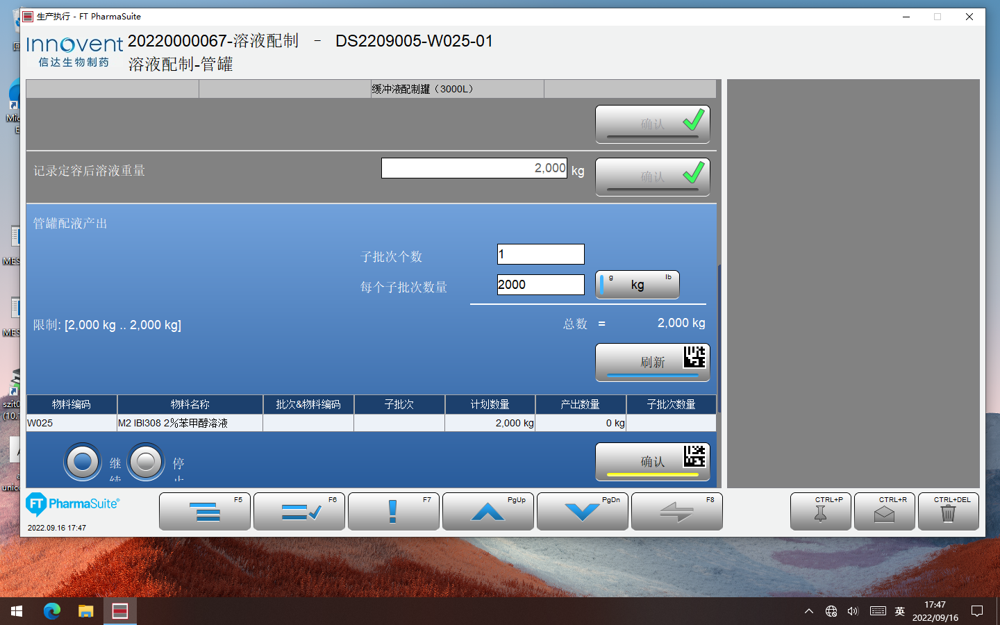 生产执行 - FT PharmaSuite
Innovent
信达生物制药
20220000067-溶液配制 - DS2209005-W025-01
溶液配制-管罐
缓冲液配制罐（3000L）
确认
记录定容后溶液重量 2,000 kg 确认
管罐配液产出
子批次个数 1
每个子批次数量 2000 g kg lb
限制: [2,000 kg .. 2,000 kg] 总数 = 2,000 kg
刷新
物料编码 物料名称 批次&物料编码 子批次 计划数量 产出数量 子批次数量
W025 M2 IBI308 2%苯甲醇溶液 2,000 kg 0 kg
继 停 确认
FT PharmaSuite
F5 F6 F7 PgUp PgDn F8 CTRL+P CTRL+R CTRL+DEL
2022.09.16 17:47
MES
MES
szit0
(10.
unic
英
17:47
2022/09/16